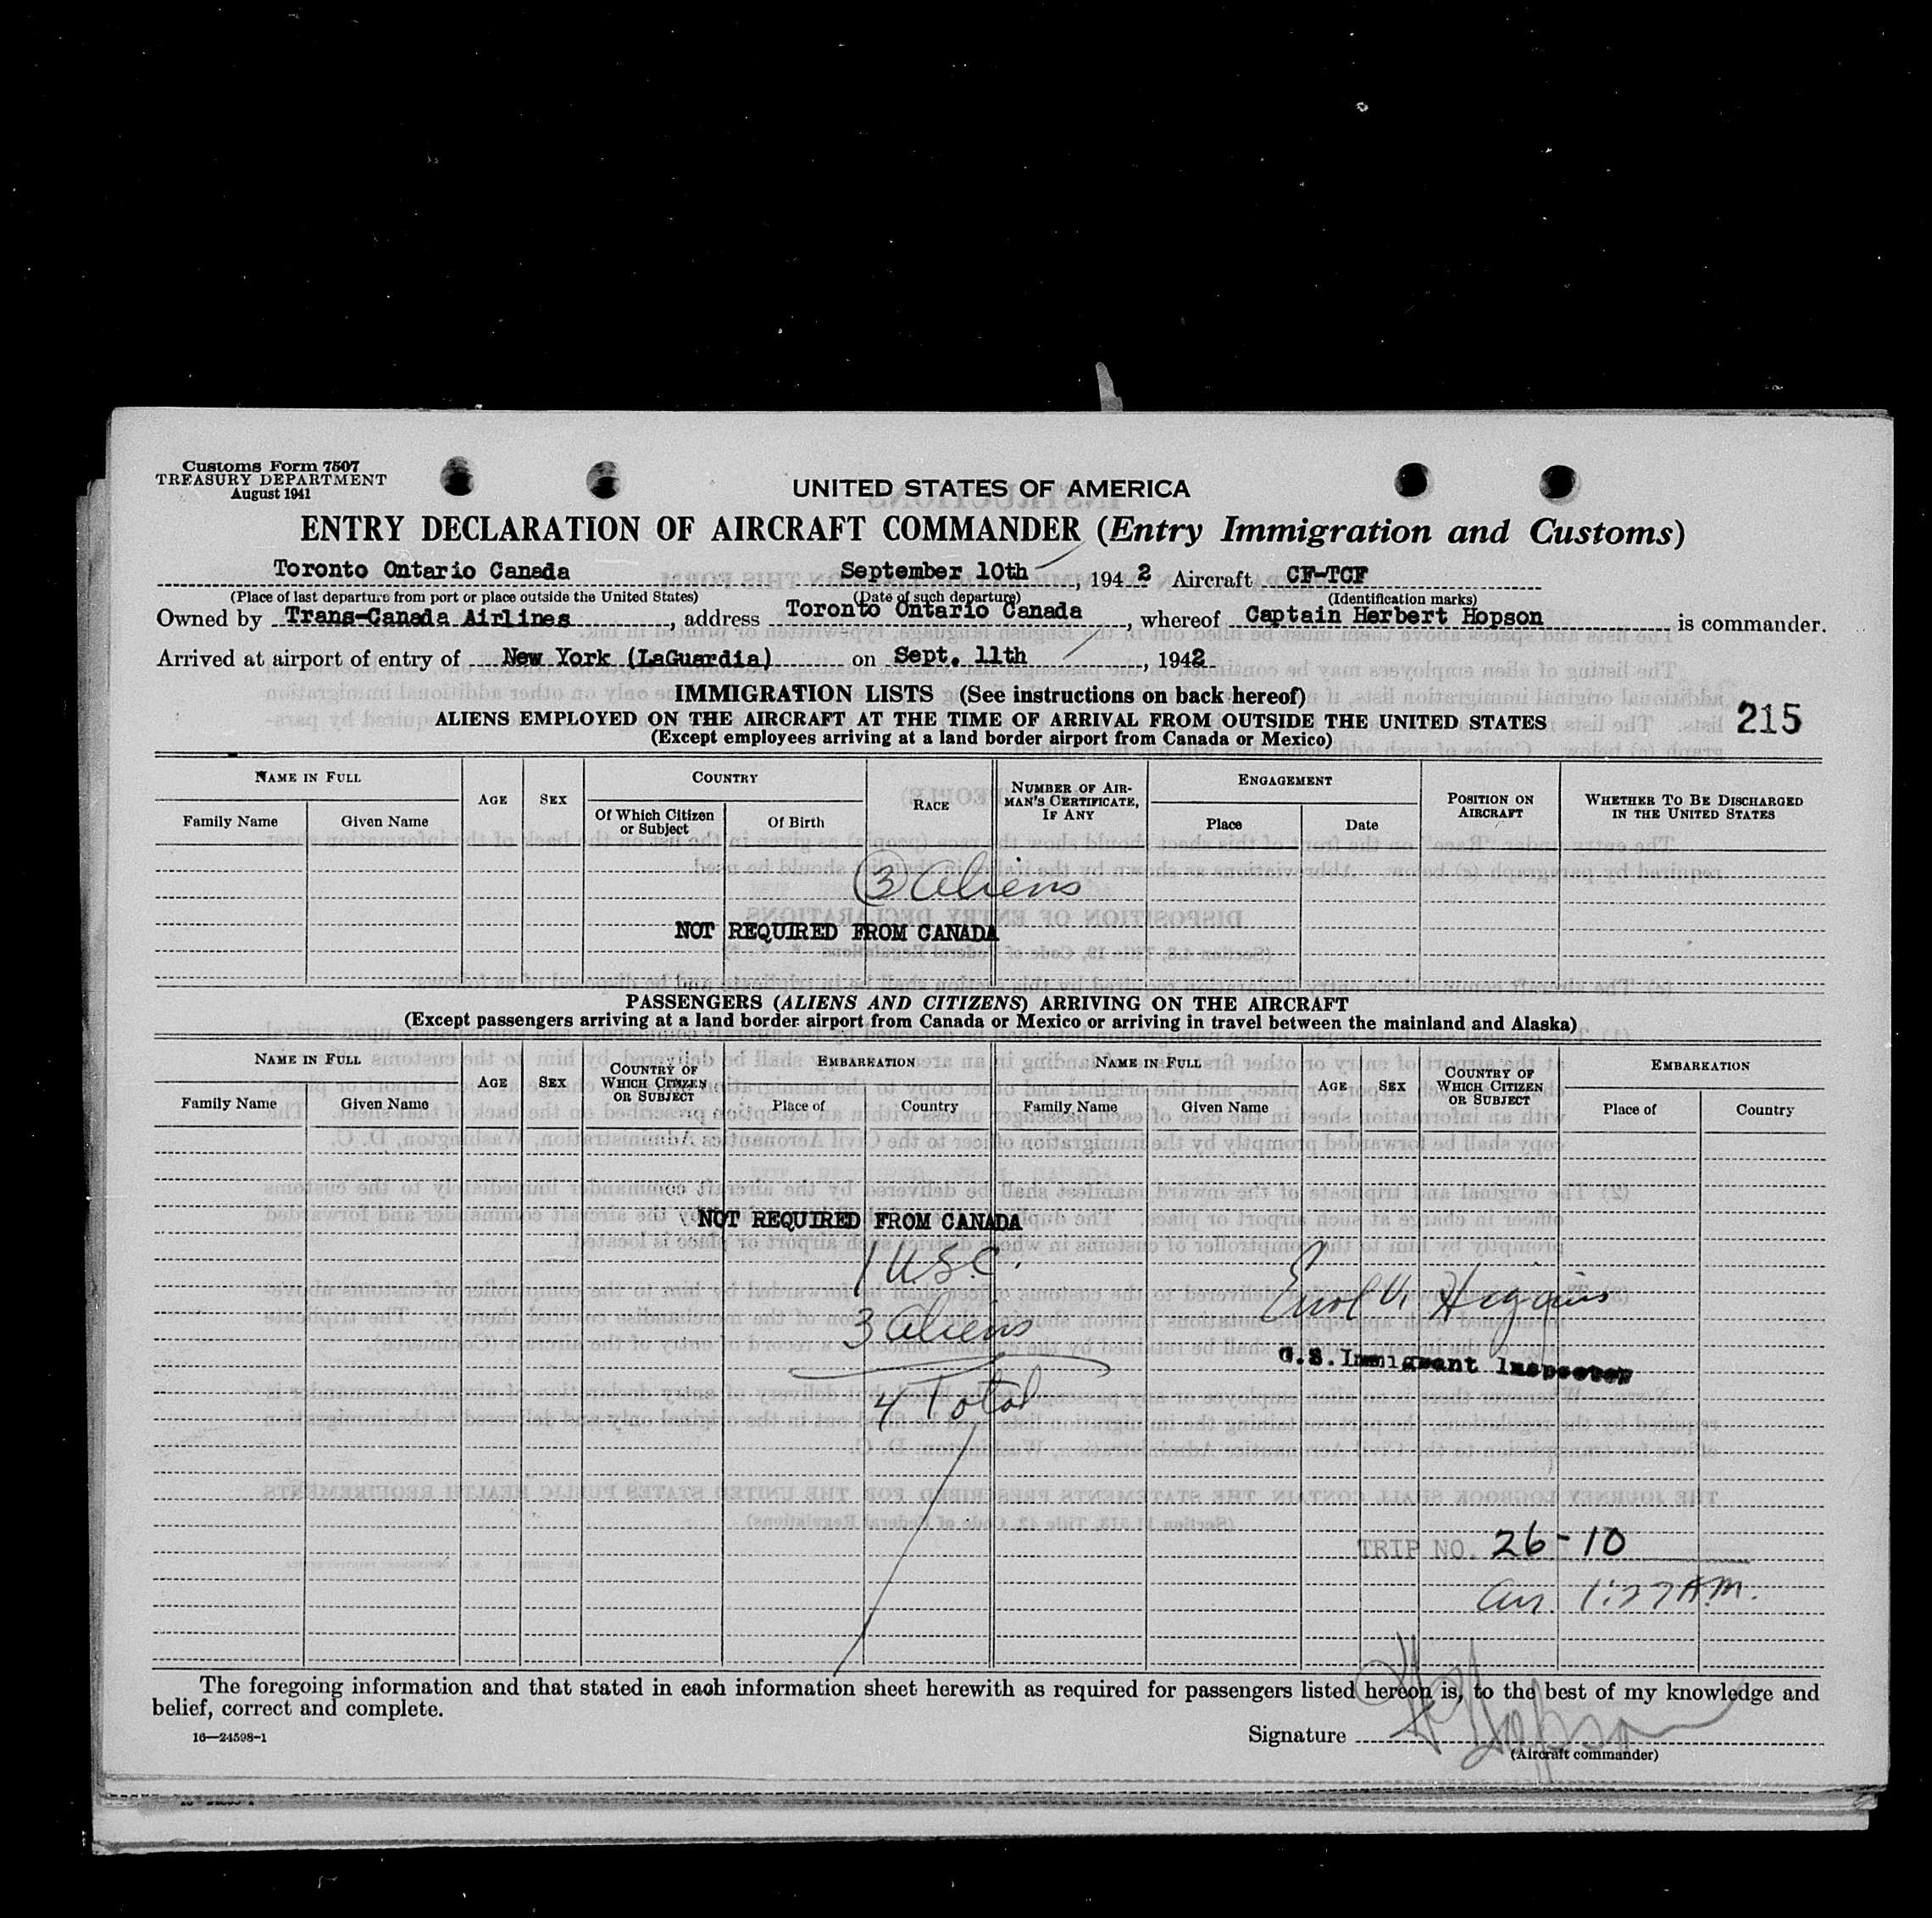 Customs Form 7507
TREASURY DEPARTMENT
August 1941
UNITED STATES OF AMERICA
ENTRY DECLARATION OF AIRCRAFT COMMANDER (Entry Immigration and Customs)
Toronto Ontario Canada September 10th, 1942 Aircraft CF-TCF
(Place of last departure from port or place outside the United States) (Date of such departure) (Identification marks)
Owned by Trans-Canada Airlines, address Toronto Ontario Canada, whereof Captain Herbert Hopson is commander.
Arrived at airport of entry of New York (LaGuardia) on Sept. 11th, 1942
IMMIGRATION LISTS (See instructions on back hereof)
ALIENS EMPLOYED ON THE AIRCRAFT AT THE TIME OF ARRIVAL FROM OUTSIDE THE UNITED STATES 215
(Except employees arriving at a land border airport from Canada or Mexico)
NAME IN FULL AGE SEX COUNTRY RACE NUMBER OF AIRMAN'S CERTIFICATE, IF ANY ENGAGEMENT POSITION ON AIRCRAFT WHETHER TO BE DISCHARGED IN THE UNITED STATES
Family Name Given Name Of Which Citizen or Subject Of Birth Place Date
3 Aliens
NOT REQUIRED FROM CANADA
PASSENGERS (ALIENS AND CITIZENS) ARRIVING ON THE AIRCRAFT
(Except passengers arriving at a land border airport from Canada or Mexico or arriving in travel between the mainland and Alaska)
NAME IN FULL AGE SEX COUNTRY OF WHICH CITIZEN OR SUBJECT EMBARKATION NAME IN FULL AGE SEX COUNTRY OF WHICH CITIZEN OR SUBJECT EMBARKATION
Family Name Given Name Place of Country Family Name Given Name Place of Country
NOT REQUIRED FROM CANADA
1 U.S.C.
Higgins
3 Aliens
U.S. Immigrant Inspector
4 Total
TRIP NO. 26-10
arr. 1:27 A.M.
The foregoing information and that stated in each information sheet herewith as required for passengers listed hereon is, to the best of my knowledge and
belief, correct and complete.
16—24598-1
Signature H Hopson
(Aircraft commander)